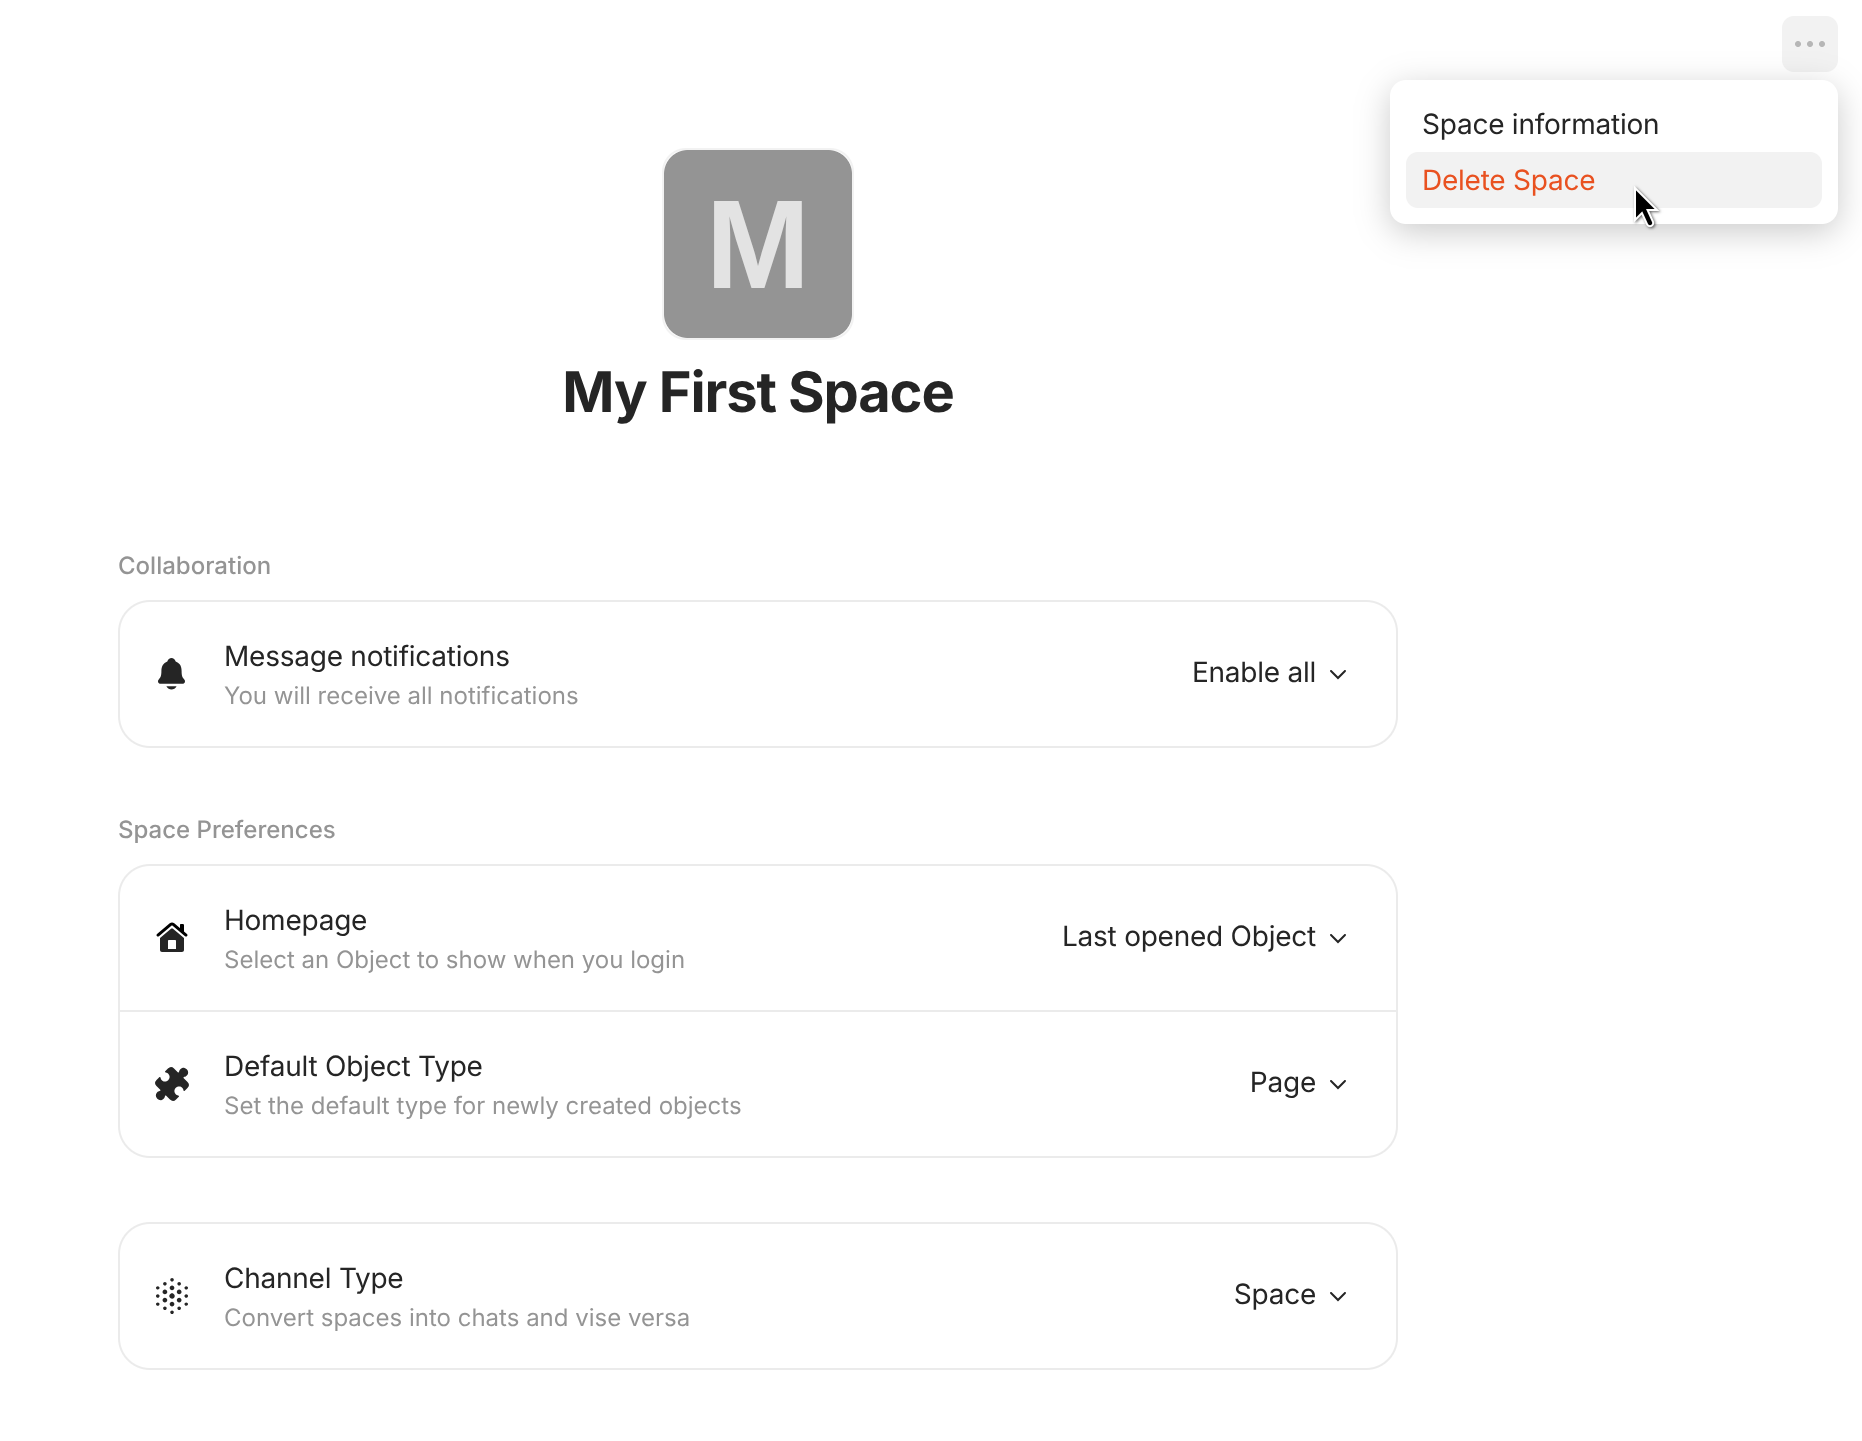 Space information
Delete Space
M
My First Space
Collaboration
Message notifications
You will receive all notifications
Enable all
Space Preferences
Homepage
Select an Object to show when you login
Last opened Object
Default Object Type
Set the default type for newly created objects
Page
Channel Type
Convert spaces into chats and vise versa
Space